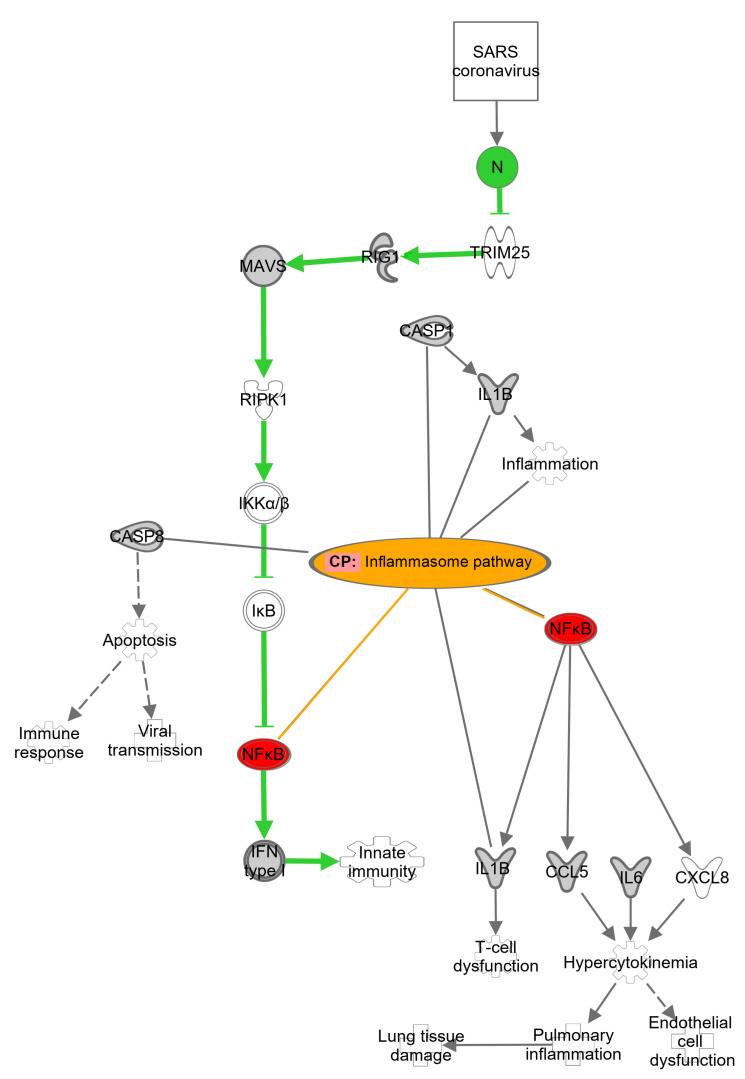 SARS
coronavirus
N
TRIM25
RIG1
MAVS
CASP1
IL1B
RIPK1
Inflammation
IKKα/β
CASP8
CP: Inflammasome pathway
IκB
NFκB
Apoptosis
Immune
response
Viral
transmission
NFκB
IFN
type I
Innate
immunity
IL1B
CCL5
IL6
CXCL8
T-cell
dysfunction
Hypercytokinemia
Lung tissue
damage
Pulmonary
inflammation
Endothelial
cell
dysfunction